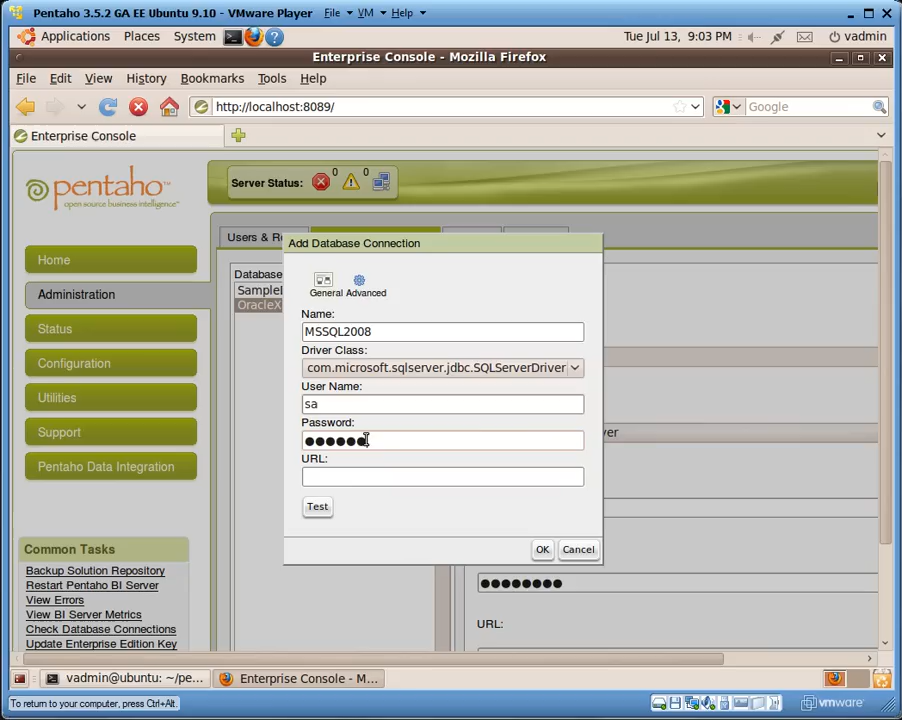 Pentaho 3.5.2 GA EE Ubuntu 9.10 - VMware Player File VM Help
Applications Places System Tue Jul 13, 9:03 PM vadmin
Enterprise Console - Mozilla Firefox
File Edit View History Bookmarks Tools Help
http://localhost:8089/ Google
Enterprise Console
pentaho™
open source business intelligence™
Server Status: 0 0
Home
Administration
Status
Configuration
Utilities
Support
Pentaho Data Integration
Common Tasks
Backup Solution Repository
Restart Pentaho BI Server
View Errors
View BI Server Metrics
Check Database Connections
Update Enterprise Edition Key
Users & R
Database
OracleX
Add Database Connection
General Advanced
Name:
MSSQL2008
Driver Class:
com.microsoft.sqlserver.jdbc.SQLServerDriver
User Name:
sa
Password:
●●●●●●
URL:
Test
OK Cancel
●●●●●●●●
URL:
vadmin@ubuntu: ~/pe... Enterprise Console - M...
To return to your computer, press Ctrl+Alt.
vmware